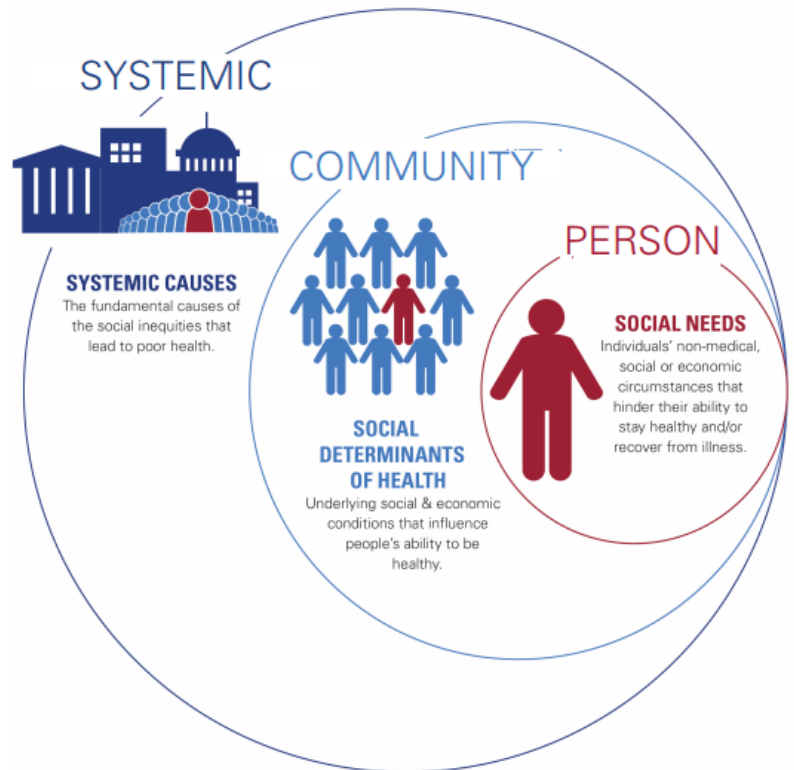 SYSTEMIC
SYSTEMIC CAUSES
The fundamental causes of
the social inequities that
lead to poor health.
COMMUNITY
SOCIAL
DETERMINANTS
OF HEALTH
Underlying social & economic
conditions that influence
people's ability to be
healthy.
PERSON
SOCIAL NEEDS
Individuals' non-medical,
social or economic
circumstances that
hinder their ability to
stay healthy and/or
recover from illness.